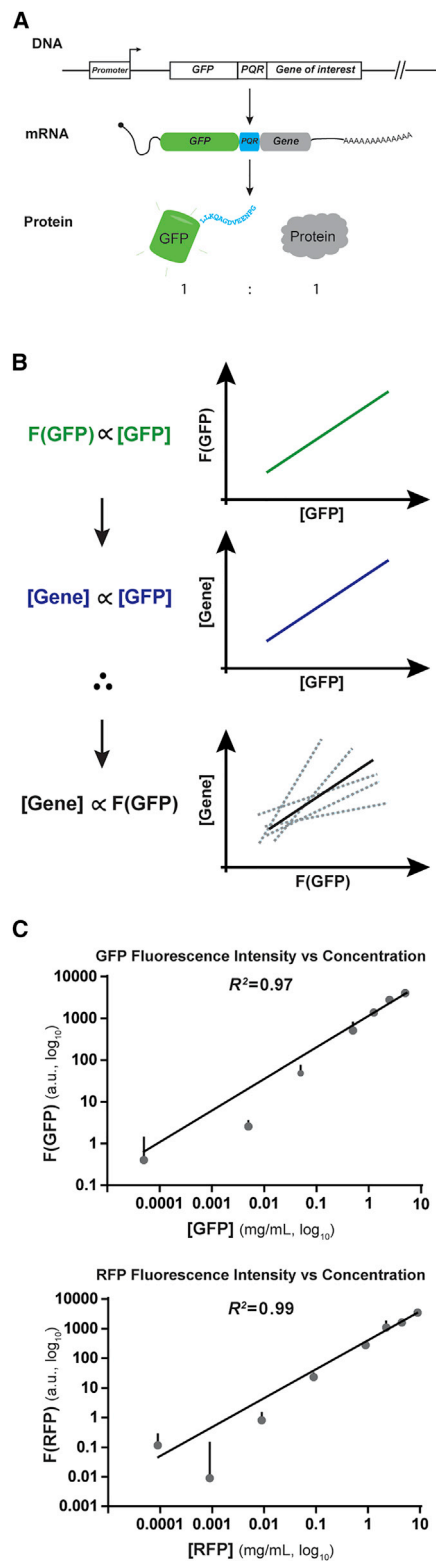 A
DNA
Promoter
GFP
PQR
Gene of interest
mRNA
GFP
PQR
Gene
AAAAAAAAAAAA
Protein
GFP
Protein
1 : 1
B
F(GFP) ∝ [GFP]
F(GFP)
[GFP]
[Gene] ∝ [GFP]
[Gene]
[GFP]
[Gene] ∝ F(GFP)
[Gene]
F(GFP)
C
GFP Fluorescence Intensity vs Concentration
R²=0.97
F(GFP) (a.u., log₁₀)
10000
1000
100
10
1
0.1
0.0001 0.001 0.01 0.1 1 10
[GFP] (mg/mL, log₁₀)
RFP Fluorescence Intensity vs Concentration
R²=0.99
F(RFP) (a.u., log₁₀)
10000
1000
100
10
1
0.1
0.01
0.001
0.0001 0.001 0.01 0.1 1 10
[RFP] (mg/mL, log₁₀)